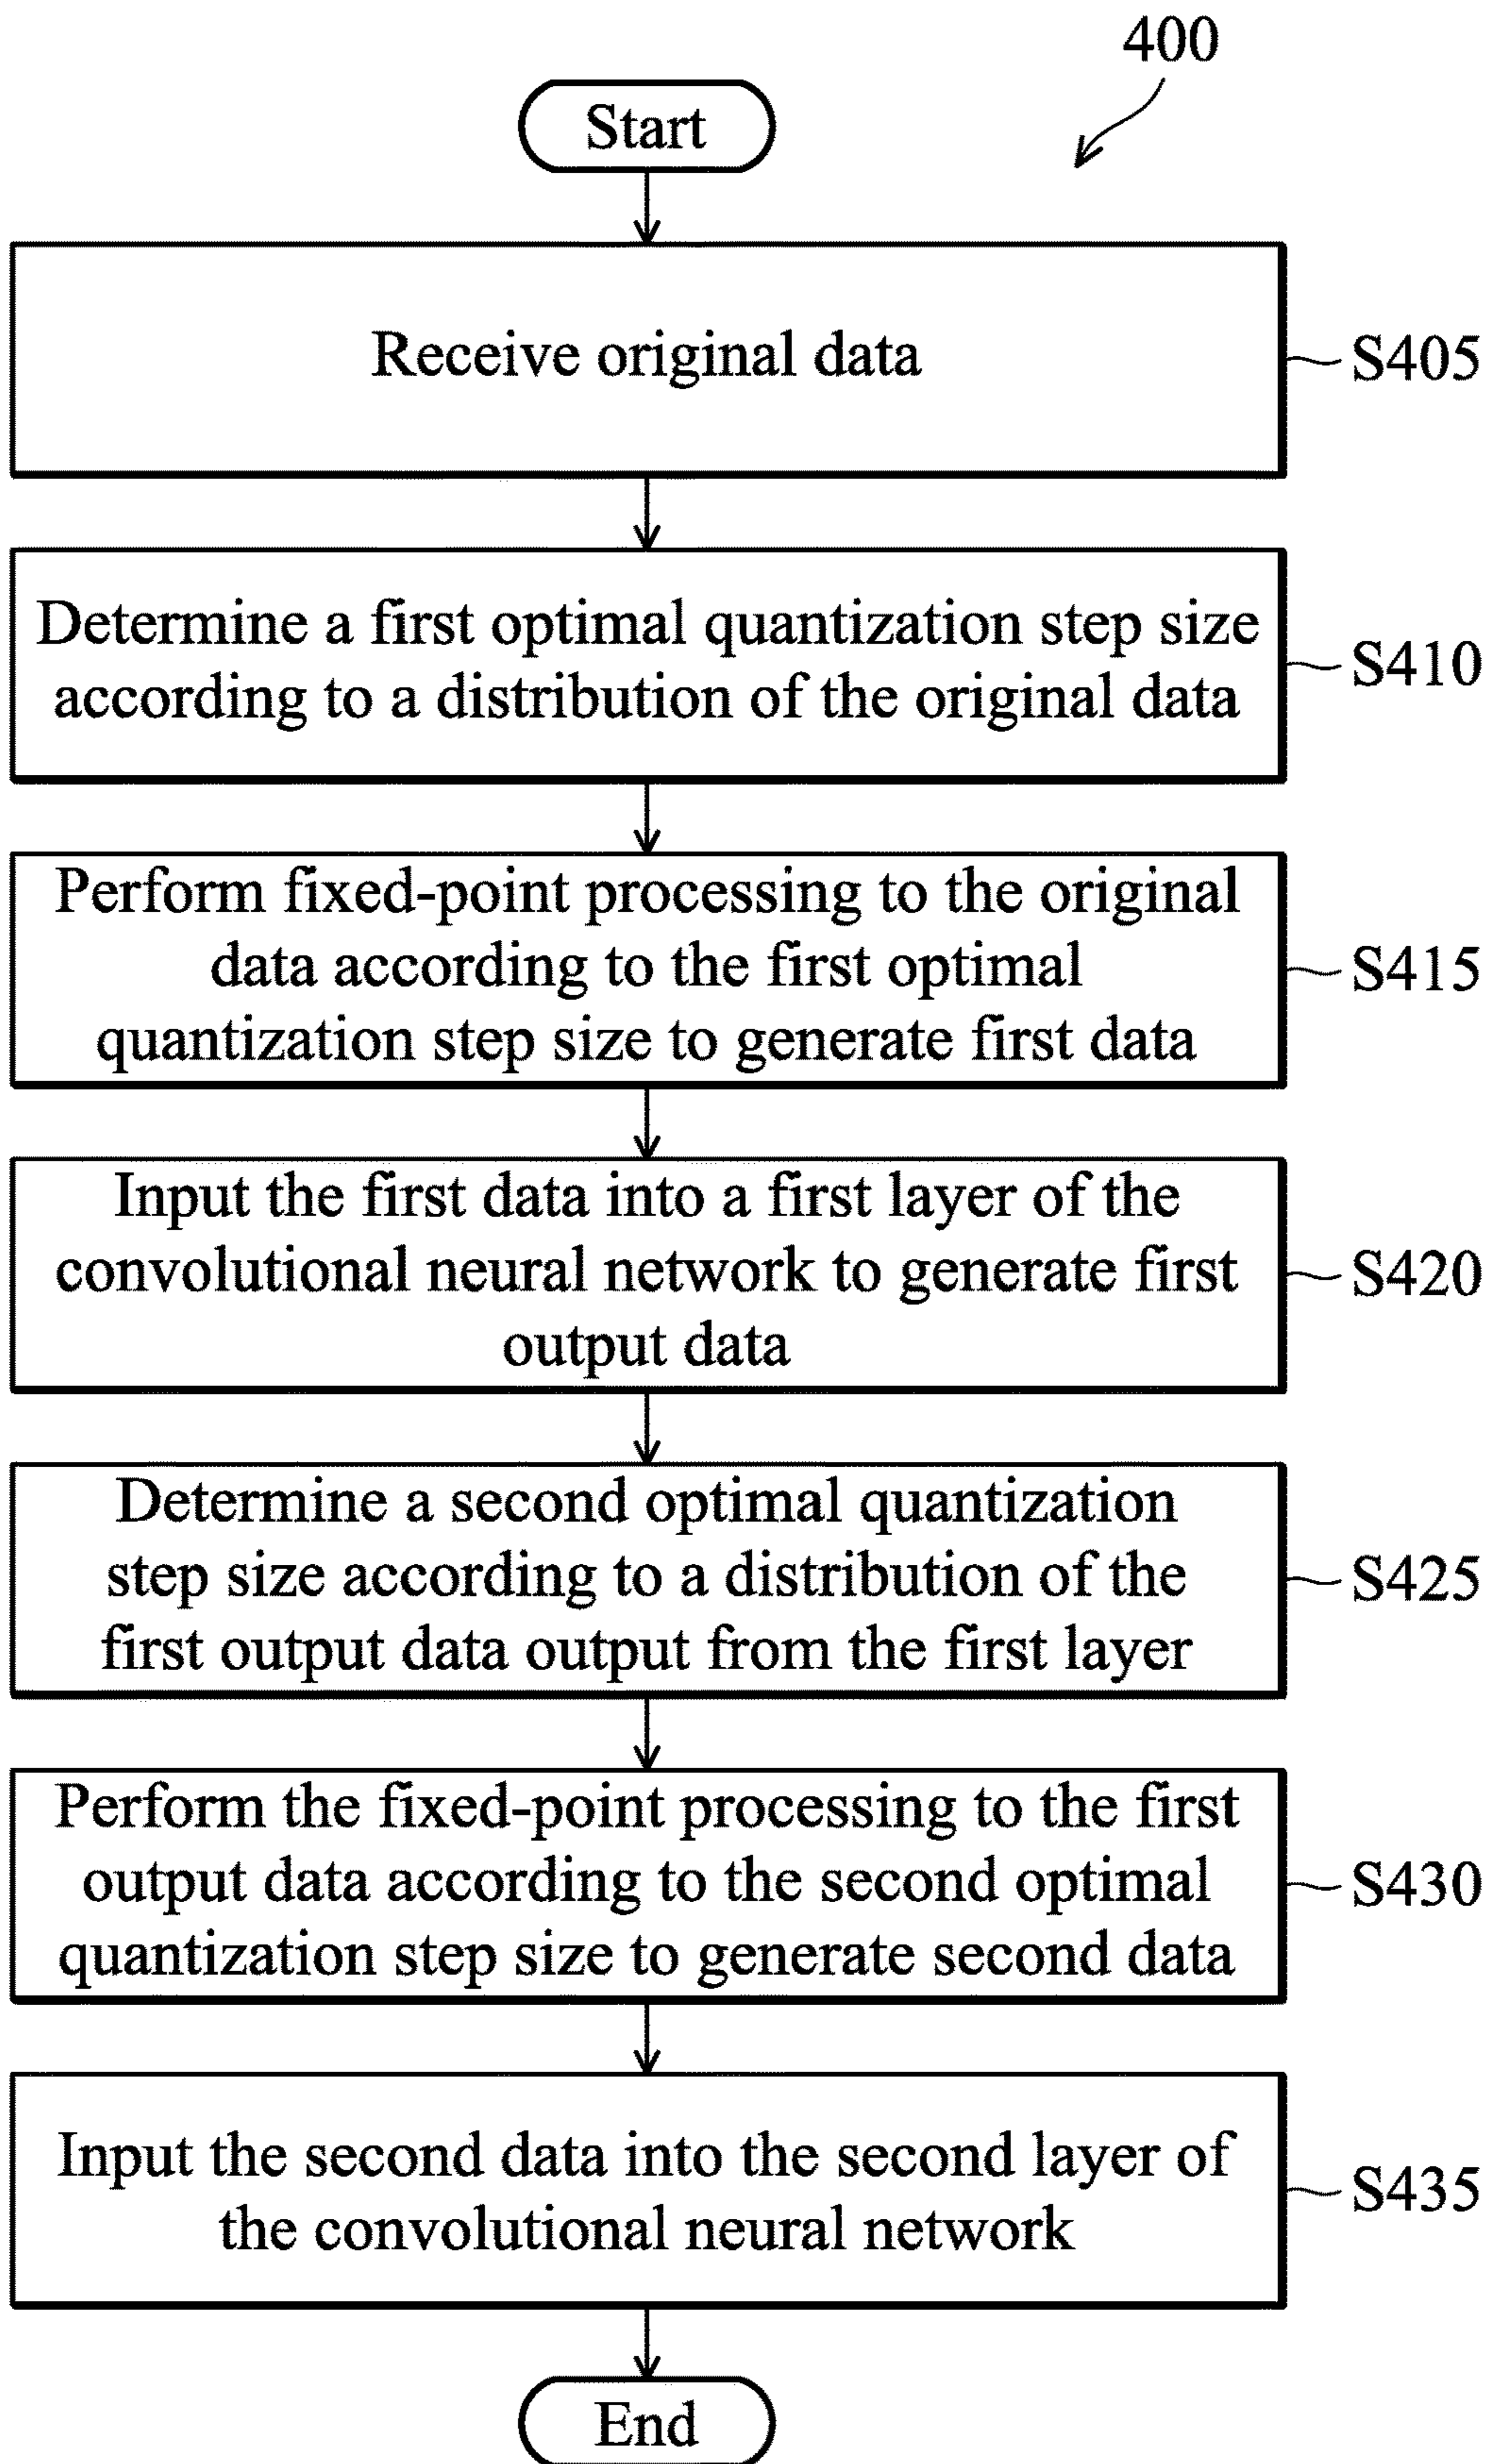 400
Start
Receive original data
S405
Determine a first optimal quantization step size
according to a distribution of the original data
S410
Perform fixed-point processing to the original
data according to the first optimal
quantization step size to generate first data
S415
Input the first data into a first layer of the
convolutional neural network to generate first
output data
S420
Determine a second optimal quantization
step size according to a distribution of the
first output data output from the first layer
S425
Perform the fixed-point processing to the first
output data according to the second optimal
quantization step size to generate second data
S430
Input the second data into the second layer of
the convolutional neural network
S435
End